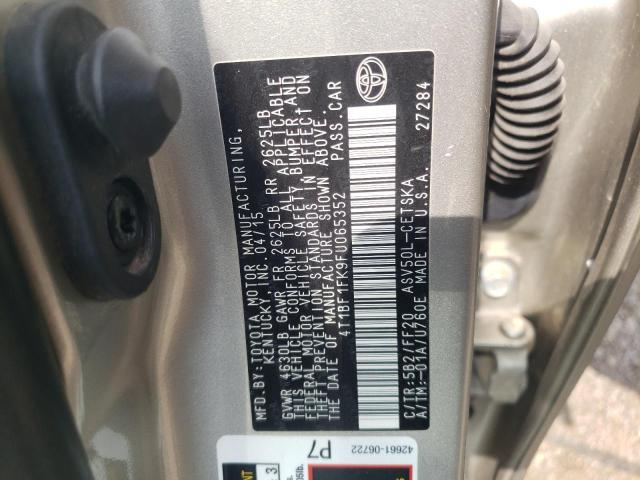 MFD. BY: TOYOTA MOTOR MANUFACTURING,
KENTUCKY, INC. 04/15
GVWR 4630LB GAWR FR 2625LB RR 2625LB
THIS VEHICLE CONFORMS TO ALL APPLICABLE
FEDERAL MOTOR VEHICLE SAFETY BUMPER AND
THEFT PREVENTION STANDARDS IN EFFECT ON
THE DATE OF MANUFACTURE SHOWN ABOVE.
4T1BF1FK9FU065352 PASS. CAR
C/TR:5B2/FF20 ASV50L-CETSKA
A/TM:-01A/U760E MADE IN U.S.A. 27284
42661-06722
P7
3